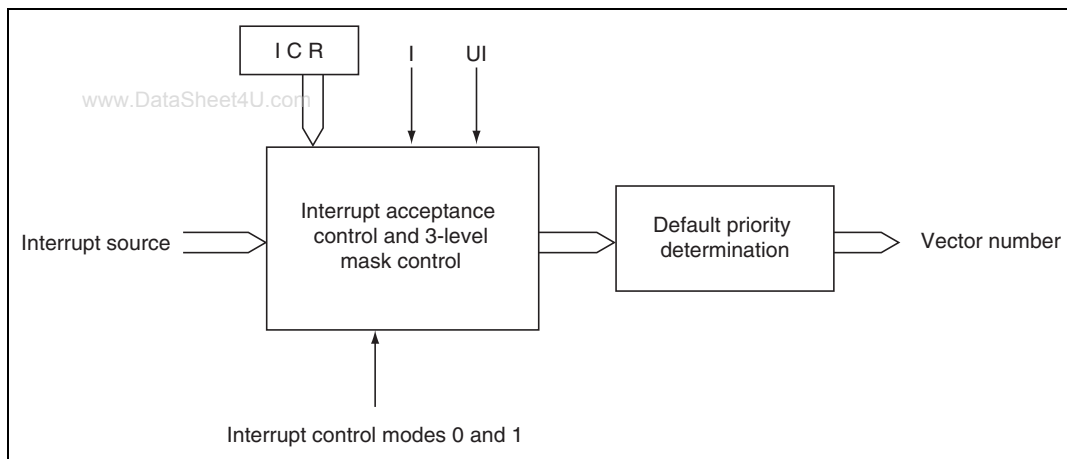 I C R
I
UI
www.DataSheet4U.com
Interrupt acceptance
control and 3-level
mask control
Interrupt source
Default priority
determination
Vector number
Interrupt control modes 0 and 1